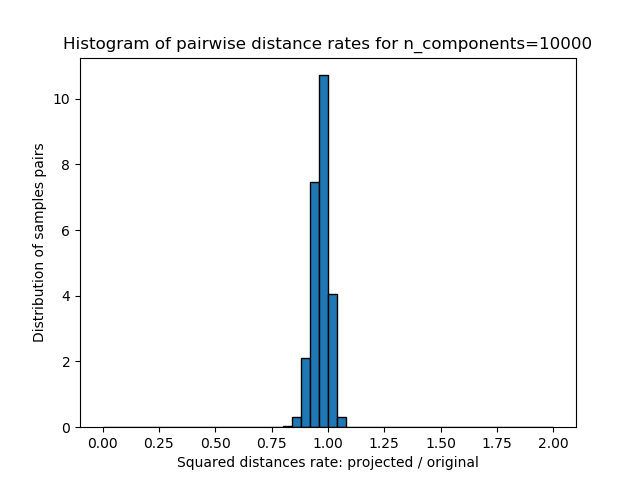 Histogram of pairwise distance rates for n_components=10000
Distribution of samples pairs
10
8
6
4
2
0
0.00 0.25 0.50 0.75 1.00 1.25 1.50 1.75 2.00
Squared distances rate: projected / original